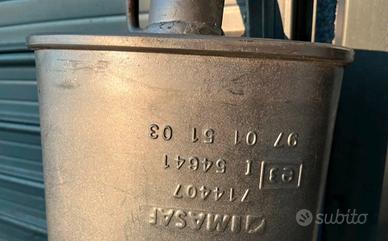 IMASAF
714407
E3 I 54641
97 01 51 03
subito